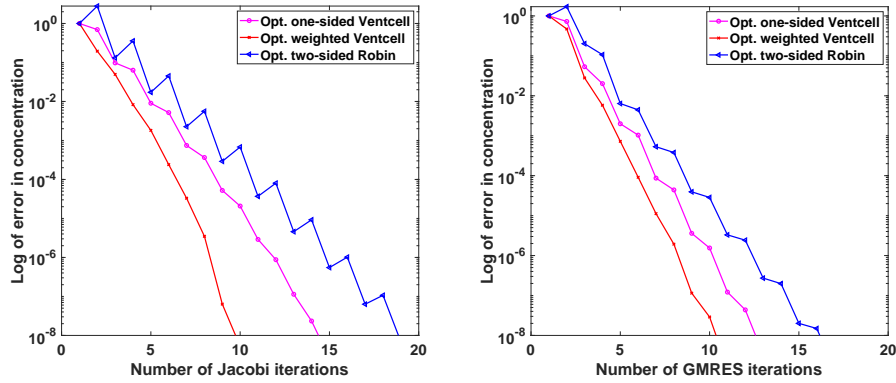 Opt. one-sided Ventcell
Opt. weighted Ventcell
Opt. two-sided Robin
10^0
10^-2
10^-4
10^-6
10^-8
0
5
10
15
20
Log of error in concentration
Number of Jacobi iterations
Opt. one-sided Ventcell
Opt. weighted Ventcell
Opt. two-sided Robin
10^0
10^-2
10^-4
10^-6
10^-8
0
5
10
15
20
Log of error in concentration
Number of GMRES iterations